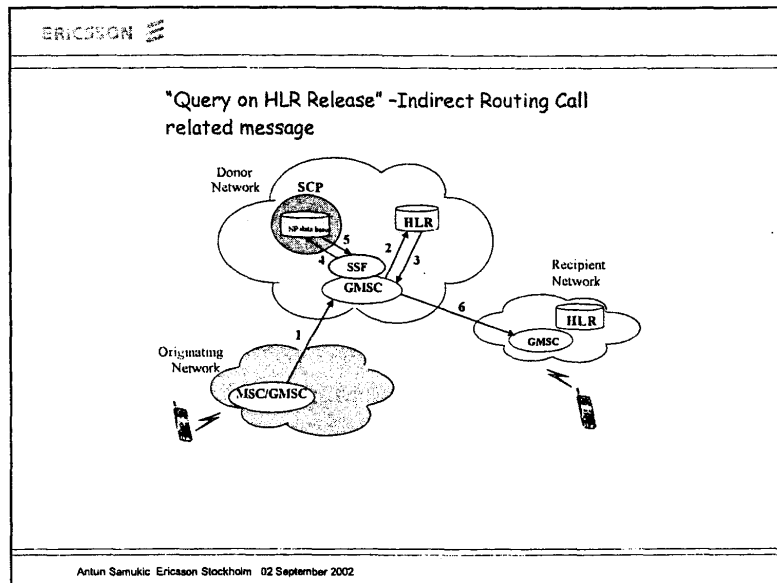 ERICSSON
"Query on HLR Release" -Indirect Routing Call
related message
Donor
Network
SCP
NP data base
HLR
5
2
4
3
SSF
GMSC
Recipient
Network
6
HLR
GMSC
1
Originating
Network
MSC/GMSC
Antun Samukic Ericsson Stockholm 02 September 2002